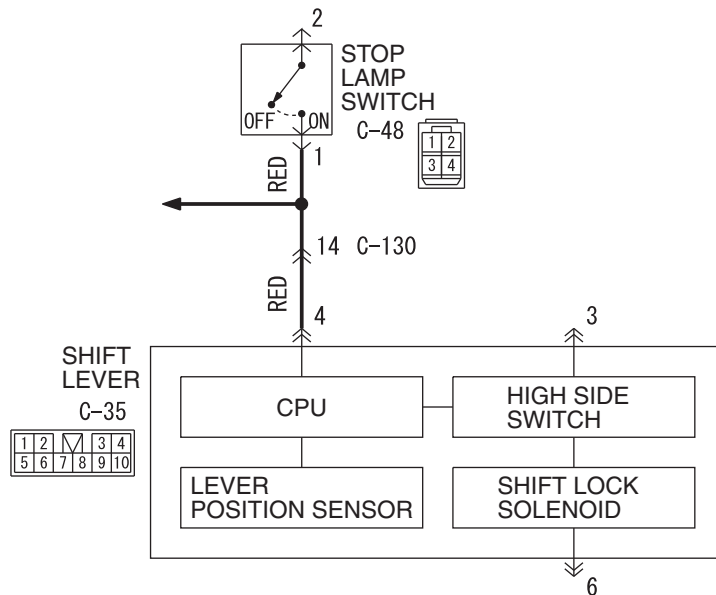 2
STOP
LAMP
SWITCH
OFF ON
C-48
1 2
3 4
1
RED
14 C-130
RED
4
3
SHIFT
LEVER
C-35
1 2 3 4
5 6 7 8 9 10
CPU
HIGH SIDE
SWITCH
LEVER
POSITION SENSOR
SHIFT LOCK
SOLENOID
6